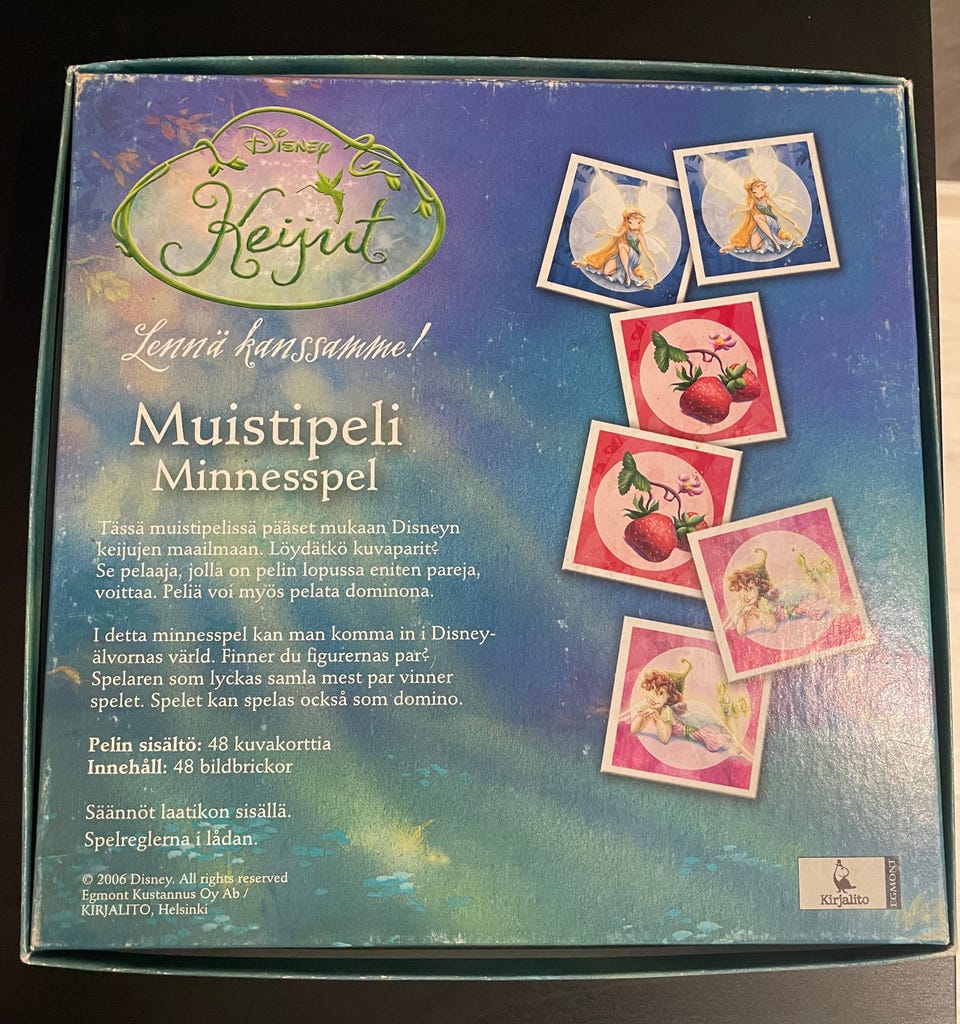 Disney
Keijut
Lennä kanssamme!
Muistipeli
Minnesspel
Tässä muistipelissä pääset mukaan Disneyn
keijujen maailmaan. Löydätkö kuvaparit?
Se pelaaja, jolla on pelin lopussa eniten pareja,
voittaa. Peliä voi myös pelata dominona.
I detta minnesspel kan man komma in i Disney-
älvornas värld. Finner du figurernas par?
Spelaren som lyckas samla mest par vinner
spelet. Spelet kan spelas också som domino.
Pelin sisältö: 48 kuvakorttia
Innehåll: 48 bildbrickor
Säännöt laatikon sisällä.
Spelreglerna i lådan.
© 2006 Disney. All rights reserved
Egmont Kustannus Oy Ab /
KIRJALITO, Helsinki
Kirjalito
EGMONT